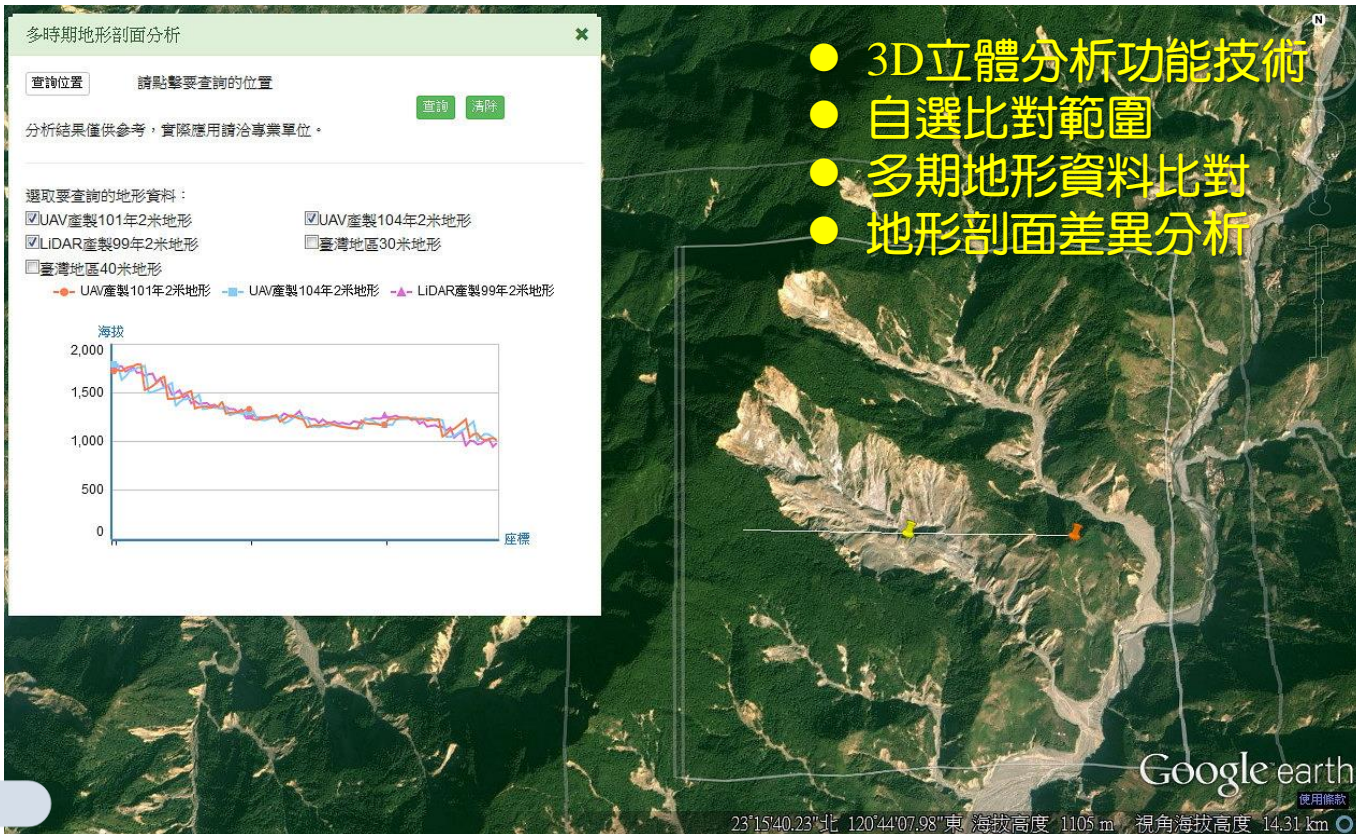 多時期地形剖面分析
查詢位置 請點擊要查詢的位置
查詢 清除
分析結果僅供參考，實際應用請洽專業單位。
選取要查詢的地形資料：
UAV產製101年2米地形 UAV產製104年2米地形
LiDAR產製99年2米地形 臺灣地區30米地形
臺灣地區40米地形
UAV產製101年2米地形 UAV產製104年2米地形 LiDAR產製99年2米地形
海拔
2,000
1,500
1,000
500
0
座標
● 3D立體分析功能技術
● 自選比對範圍
● 多期地形資料比對
● 地形剖面差異分析
N
Google earth
使用條款
23°15'40.23"北 120°44'07.98"東 海拔高度 1105 m 視角海拔高度 14.31 km